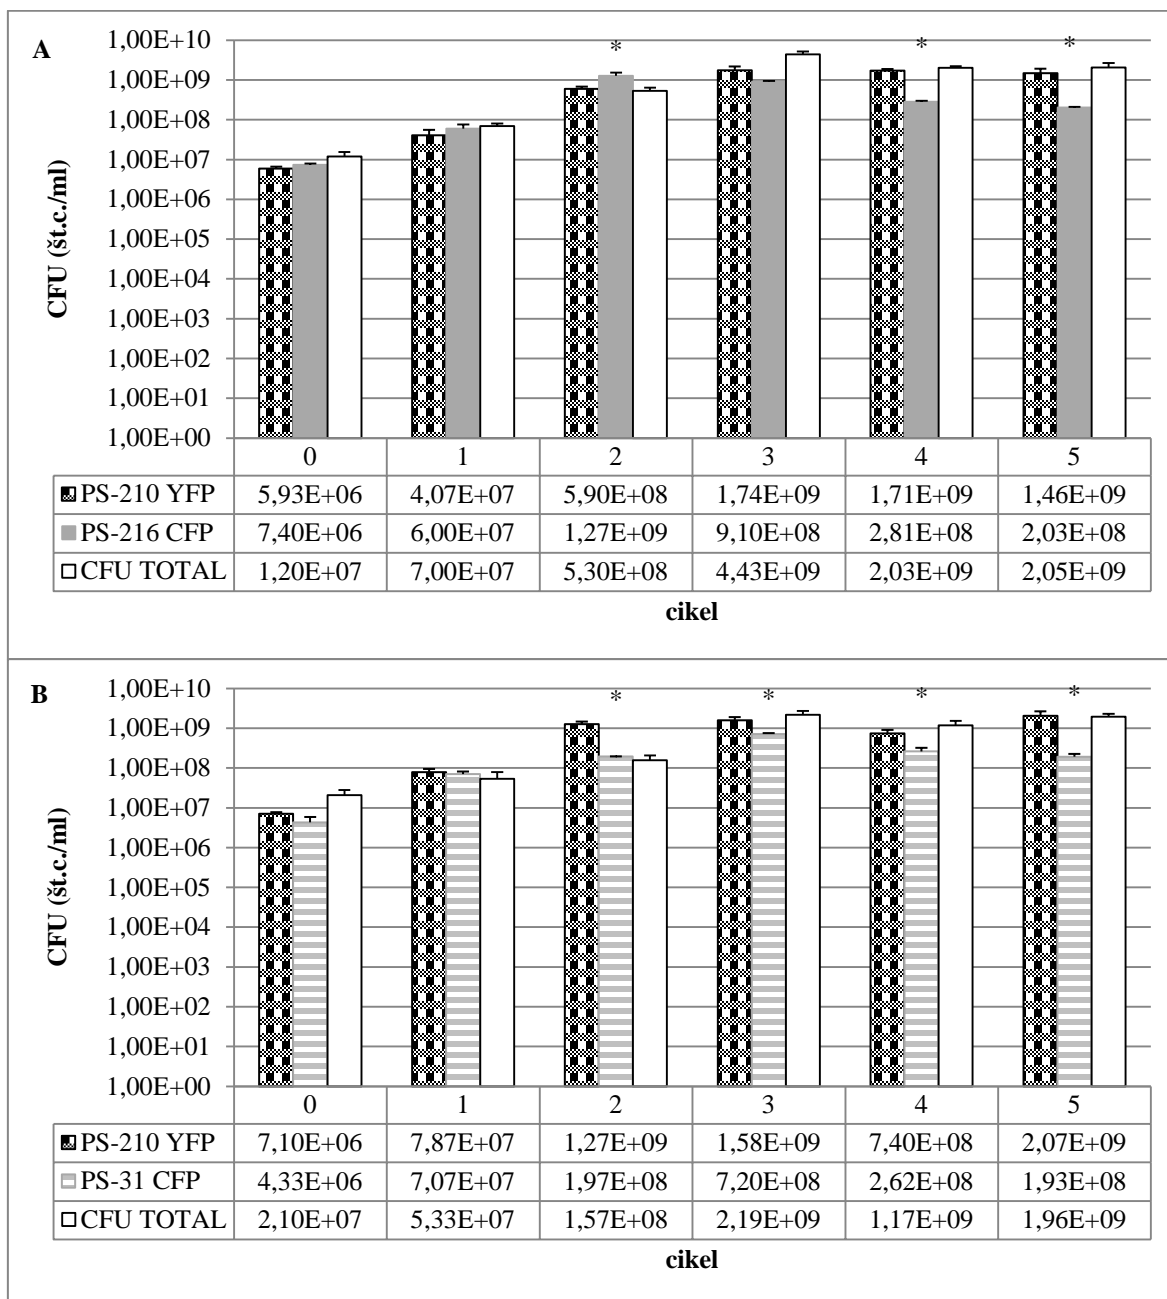 A
1,00E+10
1,00E+09
1,00E+08
1,00E+07
1,00E+06
1,00E+05
1,00E+04
1,00E+03
1,00E+02
1,00E+01
1,00E+00
CFU (št.c./ml)
* * *
0 1 2 3 4 5
PS-210 YFP 5,93E+06 4,07E+07 5,90E+08 1,74E+09 1,71E+09 1,46E+09
PS-216 CFP 7,40E+06 6,00E+07 1,27E+09 9,10E+08 2,81E+08 2,03E+08
CFU TOTAL 1,20E+07 7,00E+07 5,30E+08 4,43E+09 2,03E+09 2,05E+09
cikel
B
1,00E+10
1,00E+09
1,00E+08
1,00E+07
1,00E+06
1,00E+05
1,00E+04
1,00E+03
1,00E+02
1,00E+01
1,00E+00
CFU (št.c./ml)
* * * *
0 1 2 3 4 5
PS-210 YFP 7,10E+06 7,87E+07 1,27E+09 1,58E+09 7,40E+08 2,07E+09
PS-31 CFP 4,33E+06 7,07E+07 1,97E+08 7,20E+08 2,62E+08 1,93E+08
CFU TOTAL 2,10E+07 5,33E+07 1,57E+08 2,19E+09 1,17E+09 1,96E+09
cikel